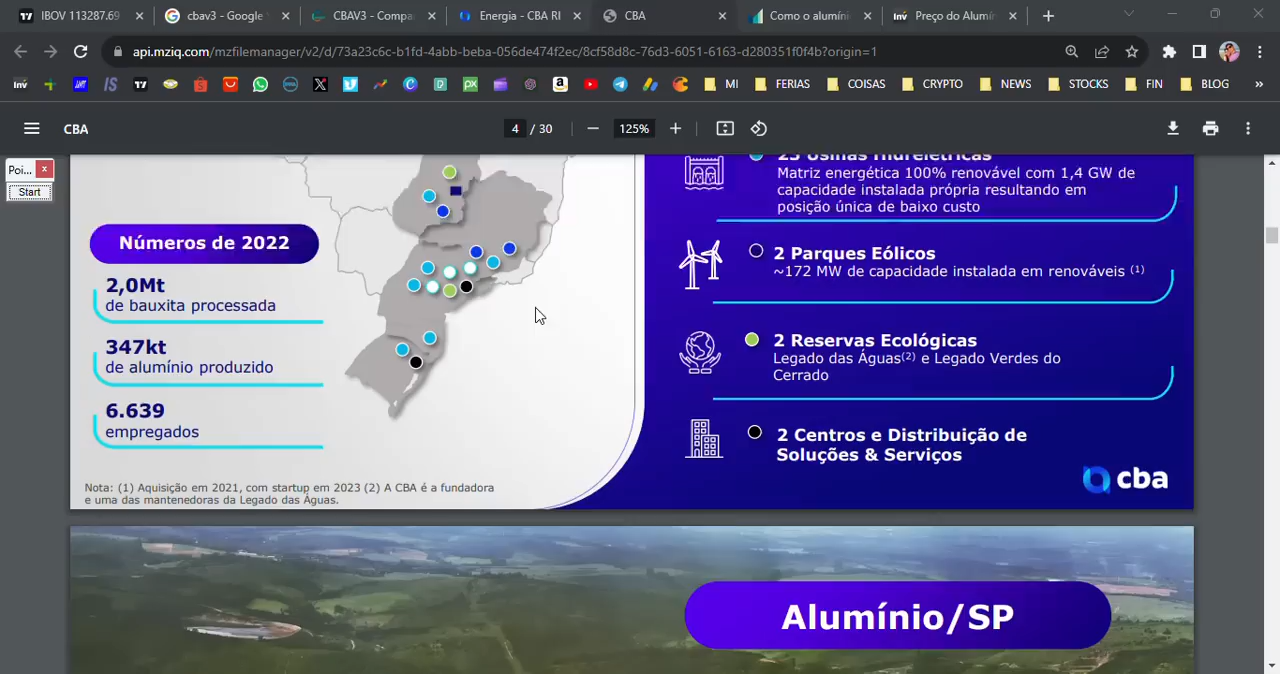 IBOV 113287.69
cbav3 - Google
CBAV3 - Compa
Energia - CBA RI
CBA
Como o alumíni
Preço do Alumín
api.mziq.com/mzfilemanager/v2/d/73a23c6c-b1fd-4abb-beba-056de474f2ec/8cf58d8c-76d3-6051-6163-d280351f0f4b?origin=1
MI
FERIAS
COISAS
CRYPTO
NEWS
STOCKS
FIN
BLOG
CBA
4 / 30
125%
Poi...
Start
Números de 2022
2,0Mt
de bauxita processada
347kt
de alumínio produzido
6.639
empregados
Nota: (1) Aquisição em 2021, com startup em 2023 (2) A CBA é a fundadora
e uma das mantenedoras da Legado das Águas.
23 Usinas Hidrelétricas
Matriz energética 100% renovável com 1,4 GW de
capacidade instalada própria resultando em
posição única de baixo custo
2 Parques Eólicos
~172 MW de capacidade instalada em renováveis (1)
2 Reservas Ecológicas
Legado das Águas(2) e Legado Verdes do
Cerrado
2 Centros e Distribuição de
Soluções & Serviços
cba
Alumínio/SP